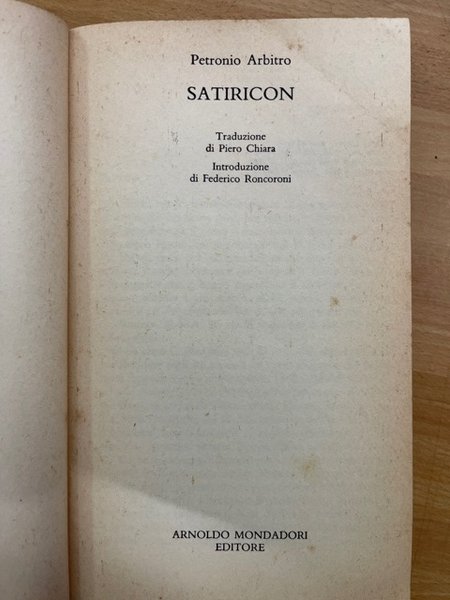 Petronio Arbitro
SATIRICON
Traduzione
di Piero Chiara
Introduzione
di Federico Roncoroni
ARNOLDO MONDADORI
EDITORE